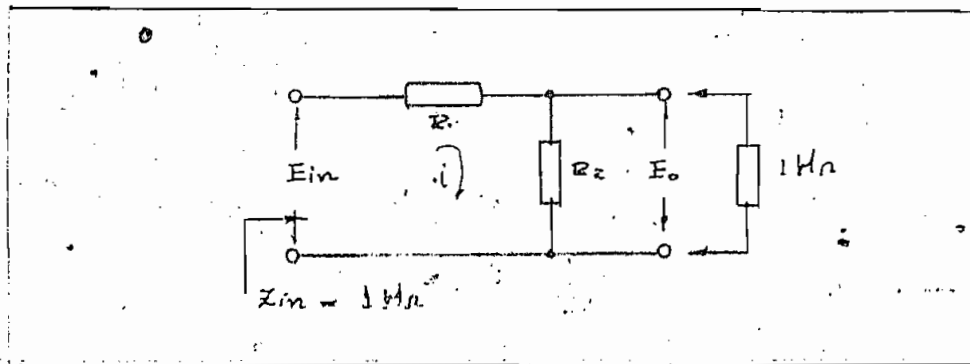 R₁
Ein
i
R₂
E₀
1MΩ
Zin = 1MΩ